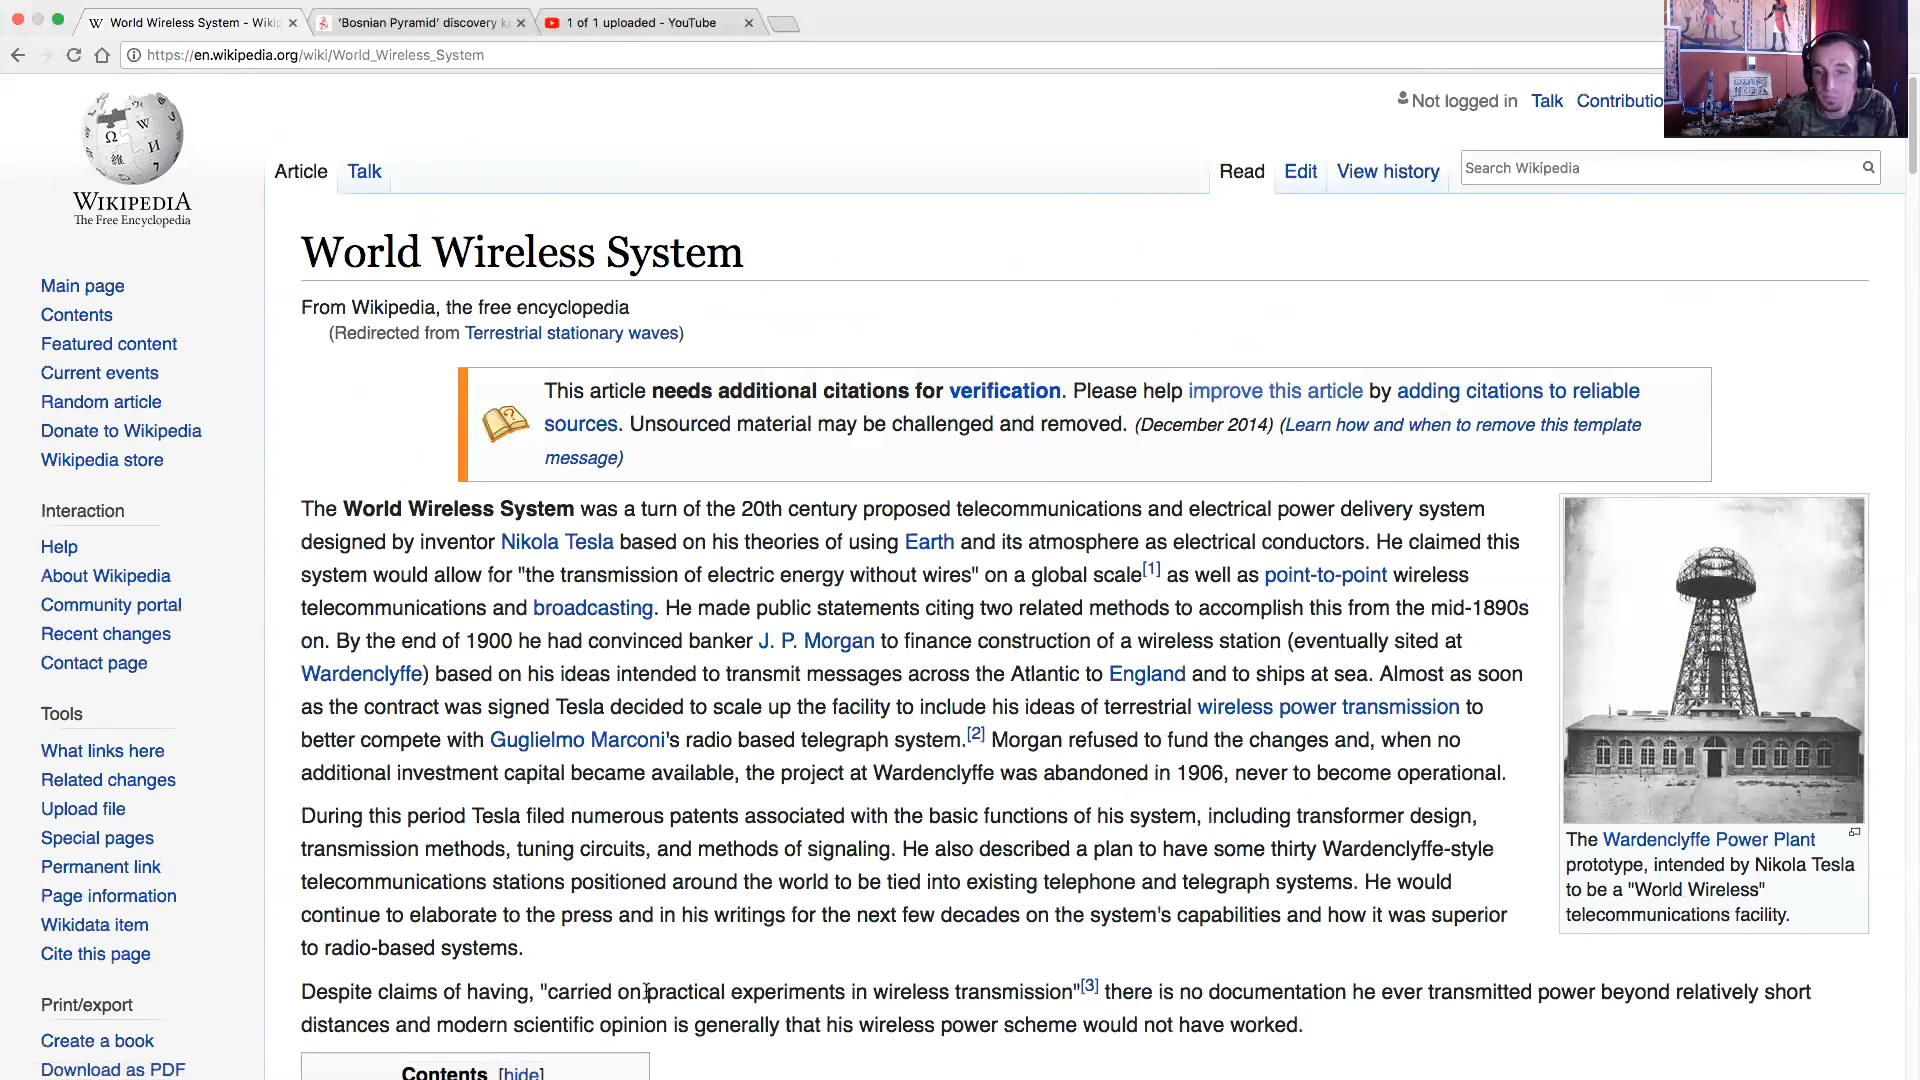 World Wireless System - Wikip
'Bosnian Pyramid' discovery k
1 of 1 uploaded - YouTube
https://en.wikipedia.org/wiki/World_Wireless_System
Not logged in Talk Contributio
Article Talk Read Edit View history Search Wikipedia
WIKIPEDIA
The Free Encyclopedia
Main page
Contents
Featured content
Current events
Random article
Donate to Wikipedia
Wikipedia store
Interaction
Help
About Wikipedia
Community portal
Recent changes
Contact page
Tools
What links here
Related changes
Upload file
Special pages
Permanent link
Page information
Wikidata item
Cite this page
Print/export
Create a book
Download as PDF
World Wireless System
From Wikipedia, the free encyclopedia
(Redirected from Terrestrial stationary waves)
This article needs additional citations for verification. Please help improve this article by adding citations to reliable
sources. Unsourced material may be challenged and removed. (December 2014) (Learn how and when to remove this template
message)
The World Wireless System was a turn of the 20th century proposed telecommunications and electrical power delivery system
designed by inventor Nikola Tesla based on his theories of using Earth and its atmosphere as electrical conductors. He claimed this
system would allow for "the transmission of electric energy without wires" on a global scale[1] as well as point-to-point wireless
telecommunications and broadcasting. He made public statements citing two related methods to accomplish this from the mid-1890s
on. By the end of 1900 he had convinced banker J. P. Morgan to finance construction of a wireless station (eventually sited at
Wardenclyffe) based on his ideas intended to transmit messages across the Atlantic to England and to ships at sea. Almost as soon
as the contract was signed Tesla decided to scale up the facility to include his ideas of terrestrial wireless power transmission to
better compete with Guglielmo Marconi's radio based telegraph system.[2] Morgan refused to fund the changes and, when no
additional investment capital became available, the project at Wardenclyffe was abandoned in 1906, never to become operational.
During this period Tesla filed numerous patents associated with the basic functions of his system, including transformer design,
transmission methods, tuning circuits, and methods of signaling. He also described a plan to have some thirty Wardenclyffe-style
telecommunications stations positioned around the world to be tied into existing telephone and telegraph systems. He would
continue to elaborate to the press and in his writings for the next few decades on the system's capabilities and how it was superior
to radio-based systems.
Despite claims of having, "carried on practical experiments in wireless transmission"[3] there is no documentation he ever transmitted power beyond relatively short
distances and modern scientific opinion is generally that his wireless power scheme would not have worked.
Contents [hide]
The Wardenclyffe Power Plant
prototype, intended by Nikola Tesla
to be a "World Wireless"
telecommunications facility.